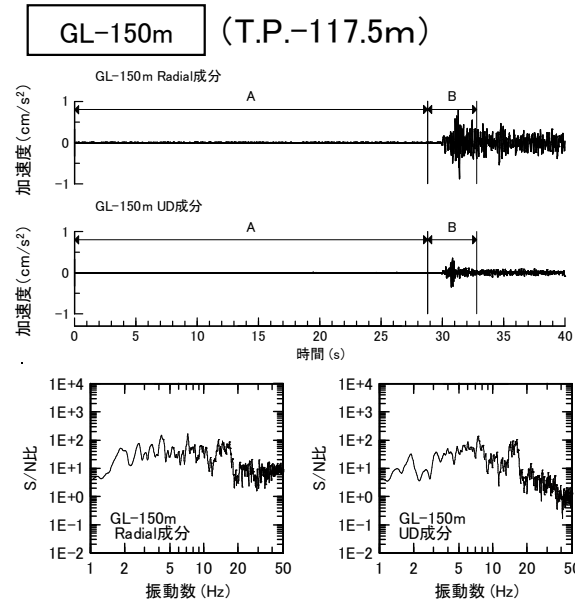 GL-150m (T.P.-117.5m)
GL-150m Radial成分
A B
加速度(cm/s²)
1
0
-1
GL-150m UD成分
A B
加速度(cm/s²)
1
0
-1
0 5 10 15 20 25 30 35 40
時間(s)
S/N比
1E+4
1E+3
1E+2
1E+1
1E+0
1E-1
1E-2
GL-150m
Radial成分
1 2 5 10 20 50
振動数(Hz)
S/N比
1E+4
1E+3
1E+2
1E+1
1E+0
1E-1
1E-2
GL-150m
UD成分
1 2 5 10 20 50
振動数(Hz)